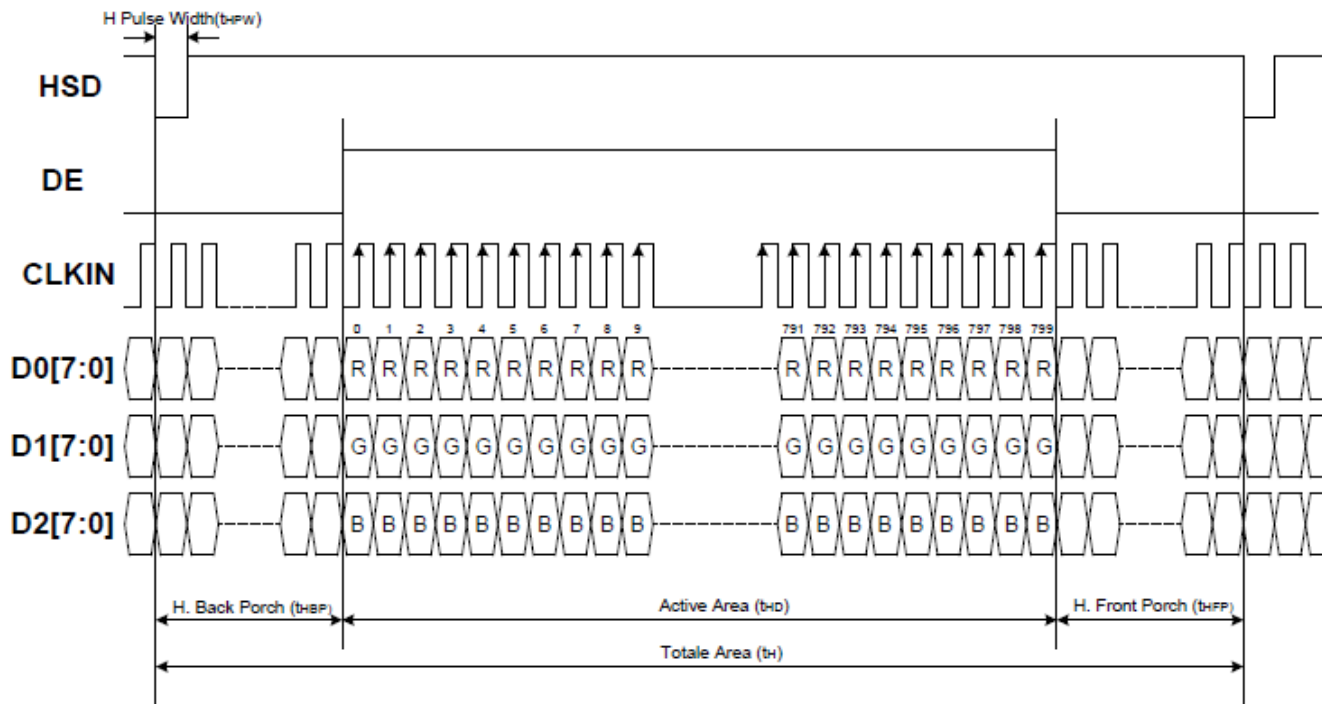 H Pulse Width(tHPW)
HSD
DE
CLKIN
0 1 2 3 4 5 6 7 8 9 791 792 793 794 795 796 797 798 799
D0[7:0] R R R R R R R R R R R R R R R R R R R
D1[7:0] G G G G G G G G G G G G G G G G G G G
D2[7:0] B B B B B B B B B B B B B B B B B B B
H. Back Porch (tHBP) Active Area (tHD) H. Front Porch (tHFP)
Totale Area (tH)